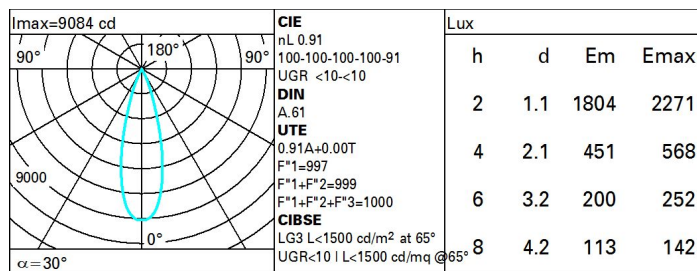 Imax=9084 cd
90°
180°
90°
9000
0°
α=30°
CIE
nL 0.91
100-100-100-100-91
UGR <10-<10
DIN
A.61
UTE
0.91A+0.00T
F"1=997
F"1+F"2=999
F"1+F"2+F"3=1000
CIBSE
LG3 L<1500 cd/m² at 65°
UGR<10 | L<1500 cd/mq @65°
Lux
h d Em Emax
2 1.1 1804 2271
4 2.1 451 568
6 3.2 200 252
8 4.2 113 142